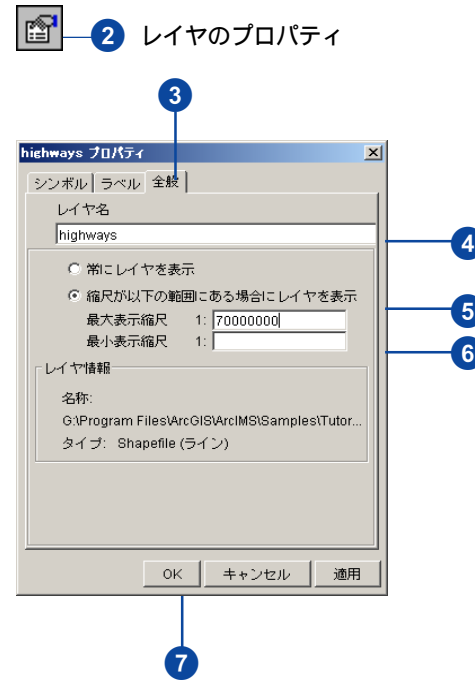 2 レイヤのプロパティ
3
highways プロパティ
シンボル ラベル 全般
レイヤ名
highways
4
常にレイヤを表示
縮尺が以下の範囲にある場合にレイヤを表示
最大表示縮尺 1: 70000000
5
最小表示縮尺 1:
6
レイヤ情報
名称:
G:\Program Files\ArcGIS\ArcIMS\Samples\Tutor...
タイプ: Shapefile (ライン)
OK キャンセル 適用
7